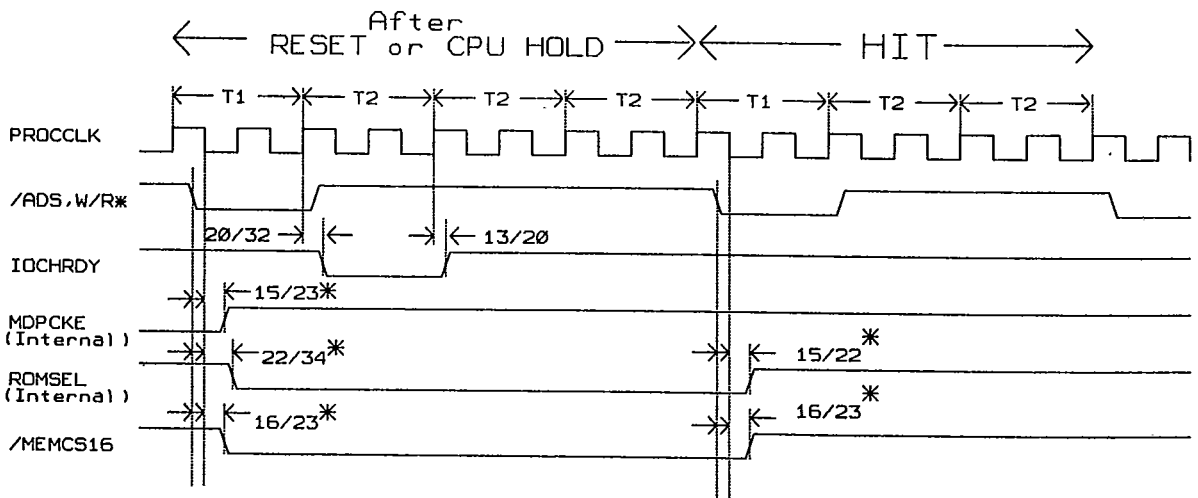 After
RESET or CPU HOLD
HIT
T1 T2 T2 T2 T1 T2 T2
PROCCLK
/ADS,W/R*
20/32 13/20
IOCHRDY
15/23*
MDPCKE
(Internal)
22/34* 15/22*
ROMSEL
(Internal)
16/23* 16/23*
/MEMCS16